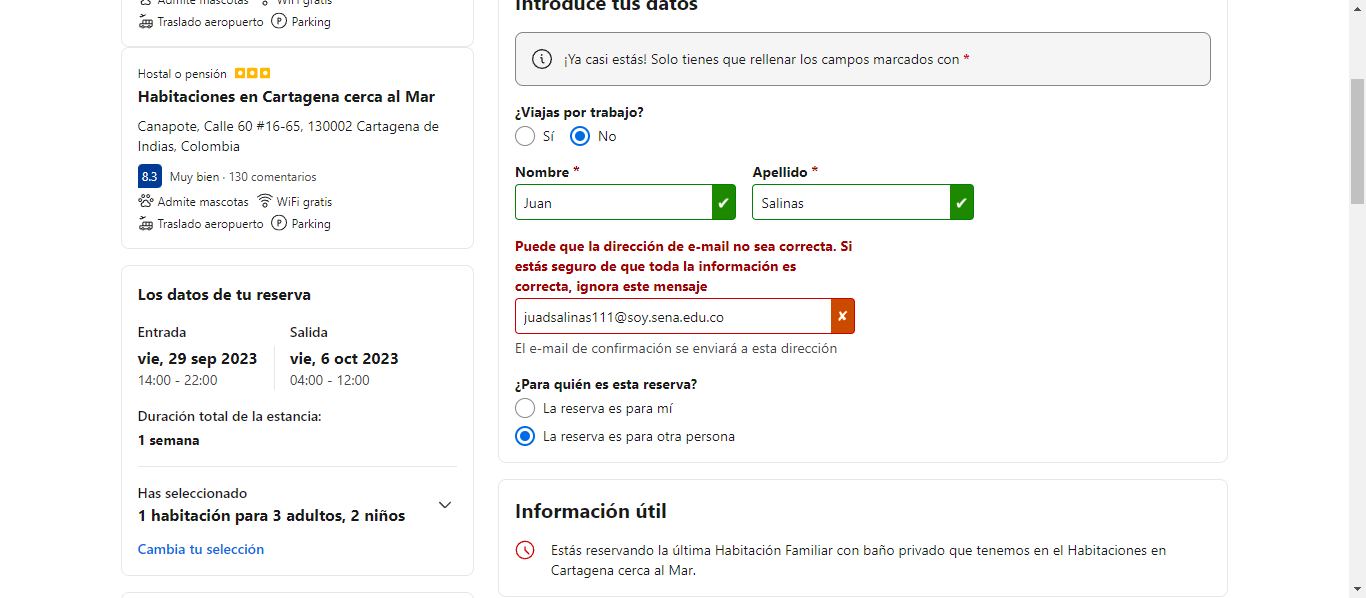 Admite mascotas WiFi gratis
Traslado aeropuerto Parking
Hostal o pensión
Habitaciones en Cartagena cerca al Mar
Canapote, Calle 60 #16-65, 130002 Cartagena de
Indias, Colombia
8.3 Muy bien · 130 comentarios
Admite mascotas WiFi gratis
Traslado aeropuerto Parking
Los datos de tu reserva
Entrada Salida
vie, 29 sep 2023 vie, 6 oct 2023
14:00 - 22:00 04:00 - 12:00
Duración total de la estancia:
1 semana
Has seleccionado
1 habitación para 3 adultos, 2 niños
Cambia tu selección
Introduce tus datos
¡Ya casi estás! Solo tienes que rellenar los campos marcados con *
¿Viajas por trabajo?
Sí No
Nombre * Apellido *
Juan Salinas
Puede que la dirección de e-mail no sea correcta. Si
estás seguro de que toda la información es
correcta, ignora este mensaje
juadsalinas111@soy.sena.edu.co
El e-mail de confirmación se enviará a esta dirección
¿Para quién es esta reserva?
La reserva es para mí
La reserva es para otra persona
Información útil
Estás reservando la última Habitación Familiar con baño privado que tenemos en el Habitaciones en
Cartagena cerca al Mar.